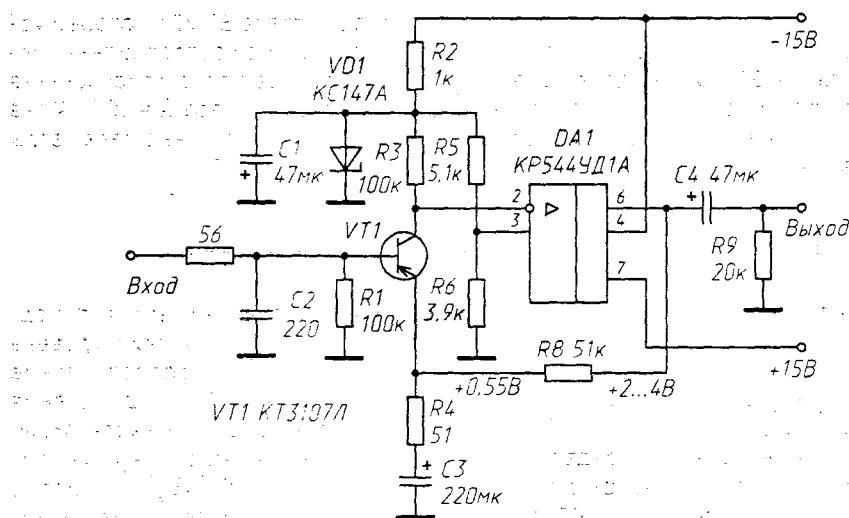 -15В
R2
1к
VD1
КС147А
C1
47мк
R3
100к
R5
5,1к
DA1
КР544УД1А
2
3
6
4
7
C4 47мк
Выход
R9
20к
VT1
56
Вход
C2
220
R1
100к
R6
3,9к
R8 51к
+15В
+0,55В
+2...4В
R4
51
VT1 КТ3107Л
C3
220мк